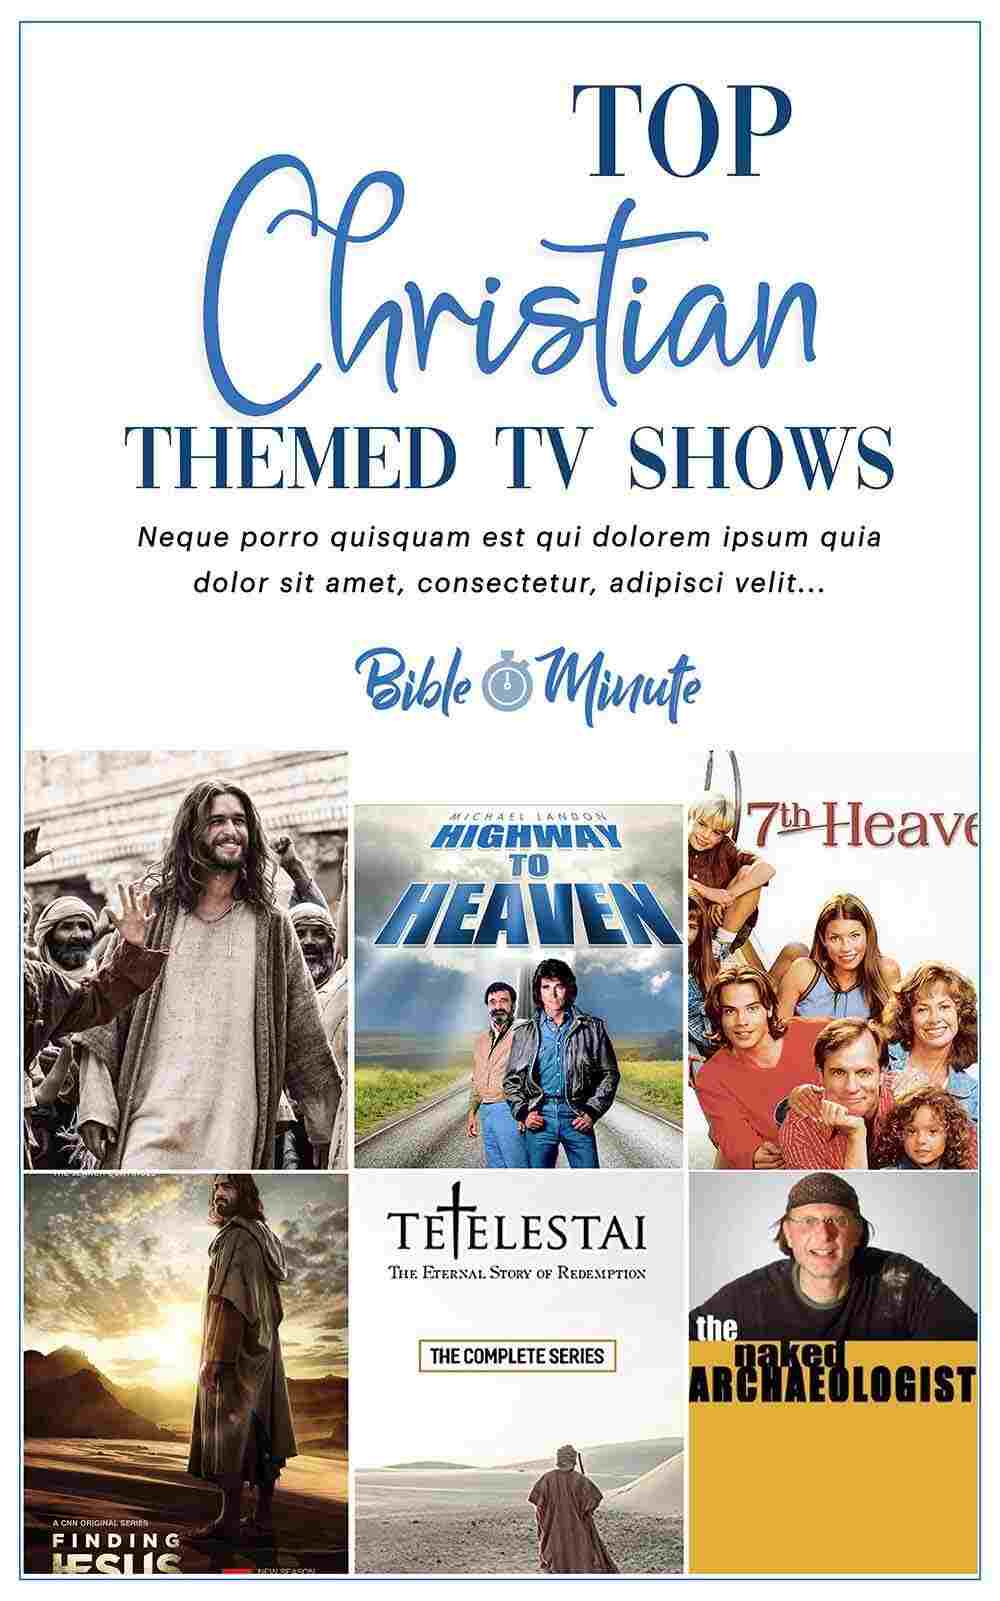 TOP
Christian
THEMED TV SHOWS
Neque porro quisquam est qui dolorem ipsum quia
dolor sit amet, consectetur, adipisci velit...
Bible Minute
MICHAEL LANDON
HIGHWAY
TO
HEAVEN
7th Heave
TETELESTAI
THE ETERNAL STORY OF REDEMPTION
THE COMPLETE SERIES
the
naked
ARCHAEOLOGIST
A CNN ORIGINAL SERIES
FINDING
JESUS
NEW SEASON